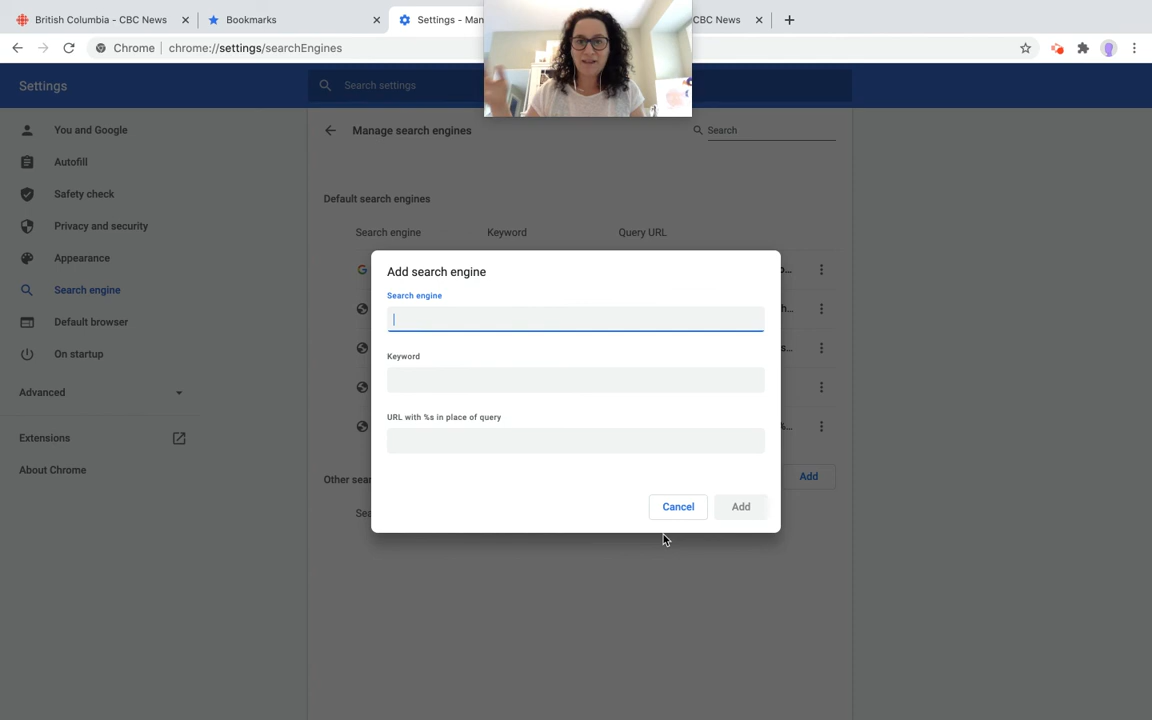 British Columbia - CBC News
Bookmarks
Settings - Man
CBC News
Chrome
chrome://settings/searchEngines
Settings
Search settings
You and Google
Autofill
Safety check
Privacy and security
Appearance
Search engine
Default browser
On startup
Advanced
Extensions
About Chrome
Manage search engines
Search
Default search engines
Search engine Keyword Query URL
Add search engine
Search engine
Keyword
URL with %s in place of query
Cancel
Add
Other sear
Add
Sea